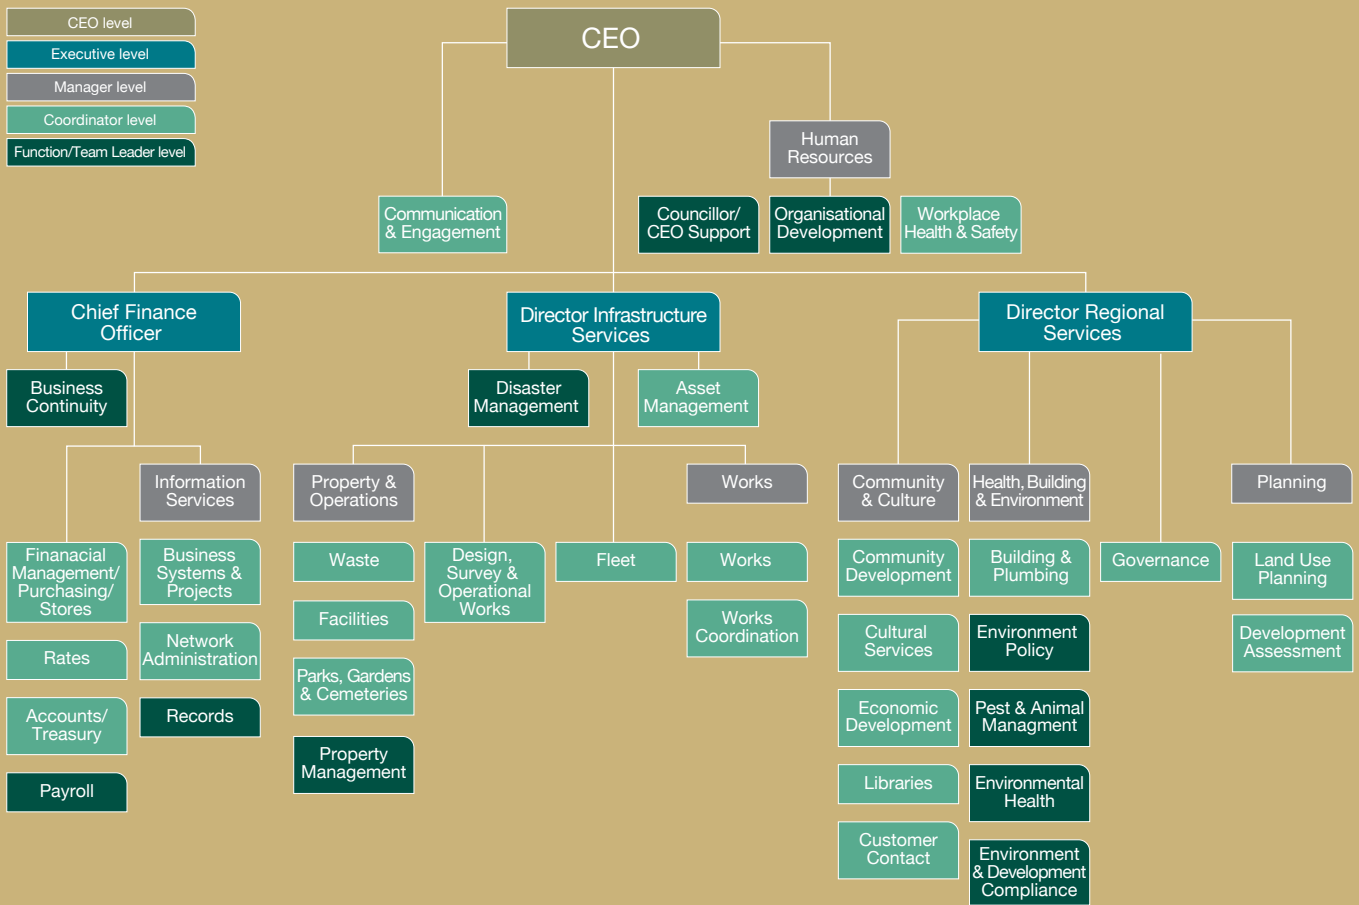 CEO level
Executive level
Manager level
Coordinator level
Function/Team Leader level
CEO
Human
Resources
Communication
& Engagement
Councillor/
CEO Support
Organisational
Development
Workplace
Health & Safety
Chief Finance
Officer
Director Infrastructure
Services
Director Regional
Services
Business
Continuity
Disaster
Management
Asset
Management
Information
Services
Property &
Operations
Works
Community
& Culture
Health, Building
& Environment
Planning
Finanacial
Management/
Purchasing/
Stores
Rates
Accounts/
Treasury
Payroll
Business
Systems &
Projects
Network
Administration
Records
Waste
Facilities
Parks, Gardens
& Cemeteries
Property
Management
Design,
Survey &
Operational
Works
Fleet
Works
Works
Coordination
Community
Development
Cultural
Services
Economic
Development
Libraries
Customer
Contact
Building &
Plumbing
Environment
Policy
Pest & Animal
Managment
Environmental
Health
Environment
& Development
Compliance
Governance
Land Use
Planning
Development
Assessment